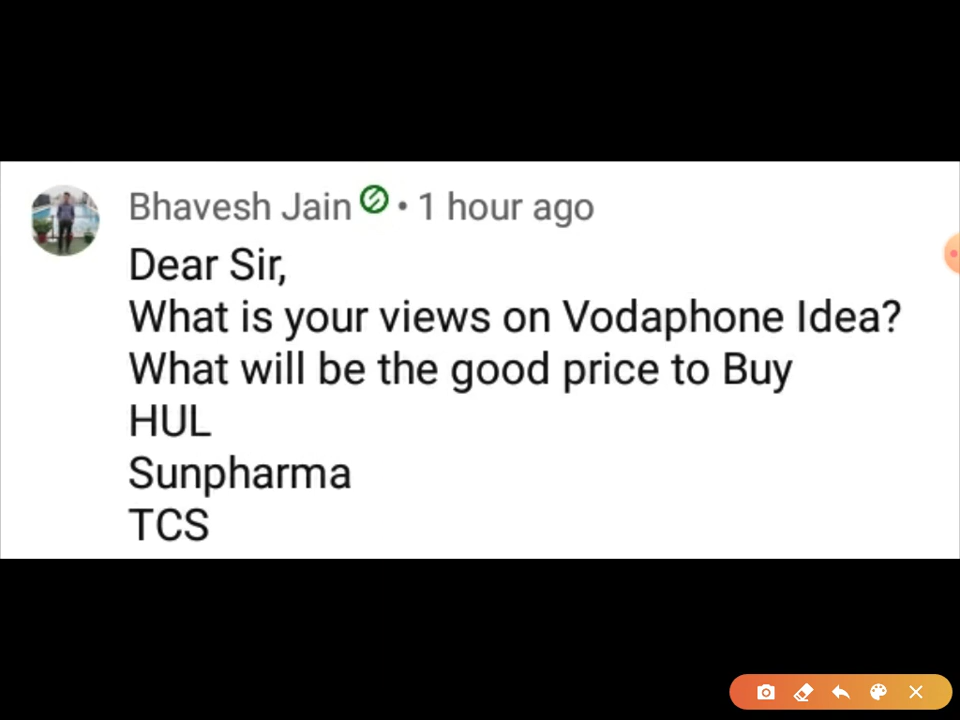 Bhavesh Jain • 1 hour ago
Dear Sir,
What is your views on Vodaphone Idea?
What will be the good price to Buy
HUL
Sunpharma
TCS